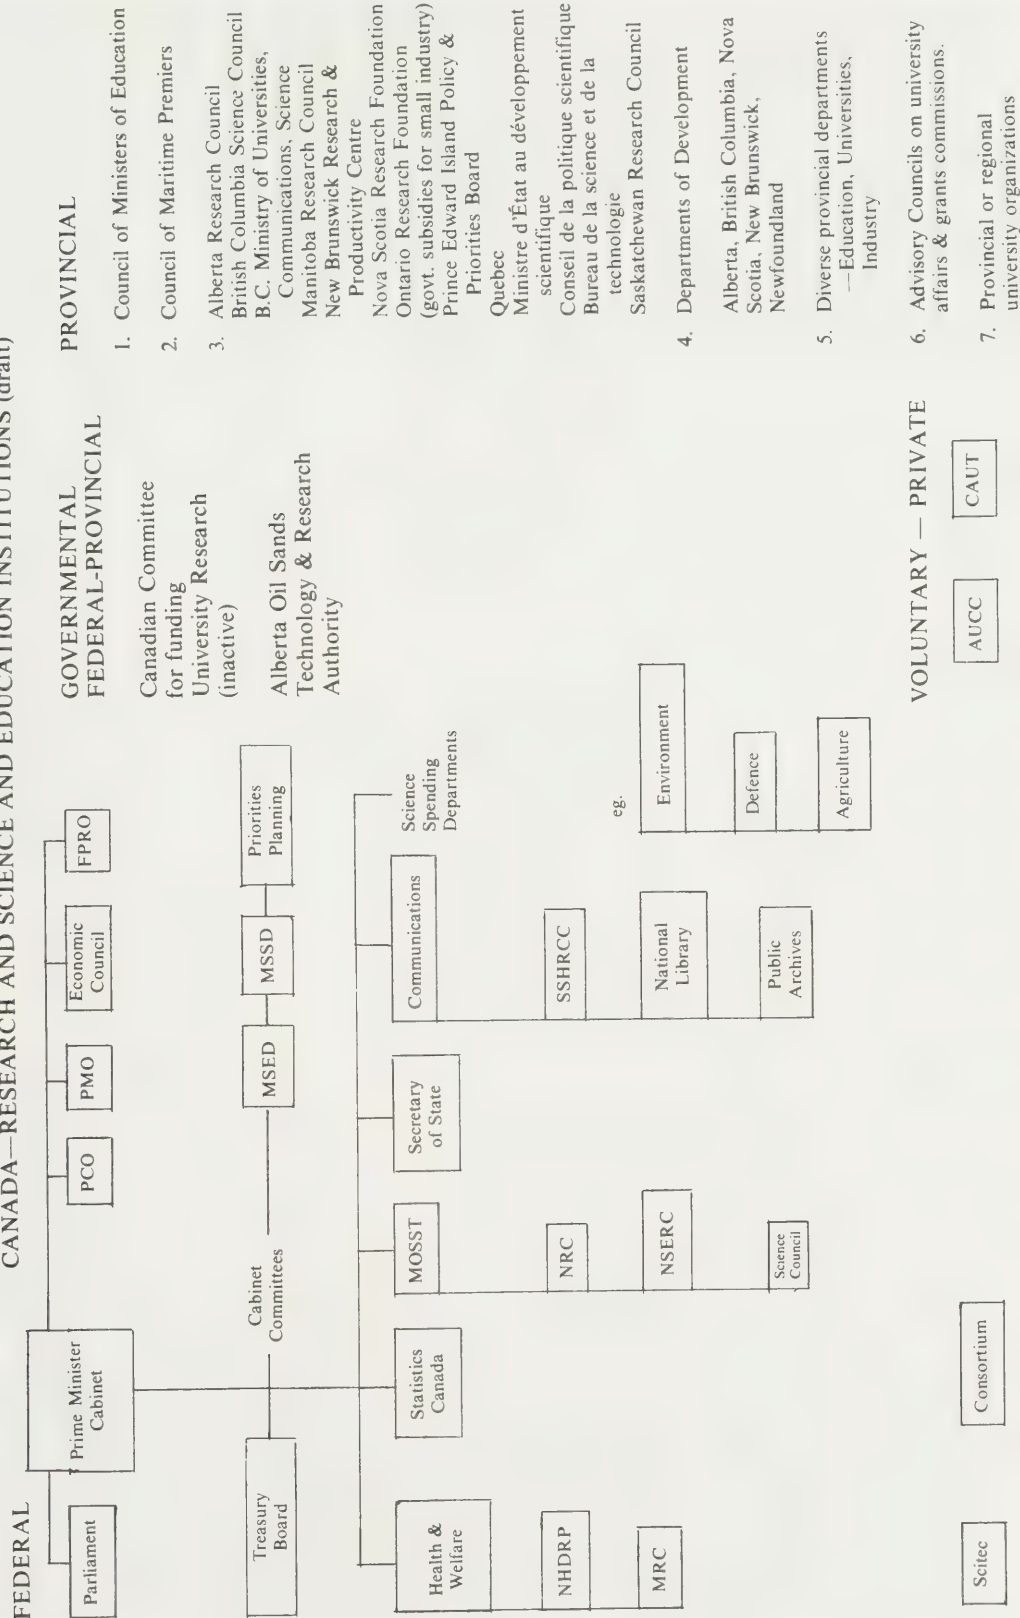 CANADA—RESEARCH AND SCIENCE AND EDUCATION INSTITUTIONS (draft)
FEDERAL
Parliament
Prime Minister
Cabinet
PCO
PMO
Economic
Council
FPRO
Treasury
Board
Cabinet
Committees
MSED
MSSD
Priorities
Planning
Health &
Welfare
NHDRP
MRC
Statistics
Canada
MOSST
NRC
NSERC
Science
Council
Secretary
of State
Communications
SSHRCC
National
Library
Public
Archives
Science
Spending
Departments
eg.
Environment
Defence
Agriculture
GOVERNMENTAL
FEDERAL-PROVINCIAL
Canadian Committee
for funding
University Research
(inactive)
Alberta Oil Sands
Technology & Research
Authority
PROVINCIAL
1. Council of Ministers of Education
2. Council of Maritime Premiers
3. Alberta Research Council
British Columbia Science Council
B.C. Ministry of Universities,
Communications, Science
Manitoba Research Council
New Brunswick Research &
Productivity Centre
Nova Scotia Research Foundation
Ontario Research Foundation
(govt. subsidies for small industry)
Prince Edward Island Policy &
Priorities Board
Quebec
Ministre d'État au développement
scientifique
Conseil de la politique scientifique
Bureau de la science et de la
technologie
Saskatchewan Research Council
4. Departments of Development
Alberta, British Columbia, Nova
Scotia, New Brunswick,
Newfoundland
5. Diverse provincial departments
—Education, Universities,
Industry
6. Advisory Councils on university
affairs & grants commissions.
7. Provincial or regional
university organizations
VOLUNTARY — PRIVATE
Scitec
Consortium
AUCC
CAUT